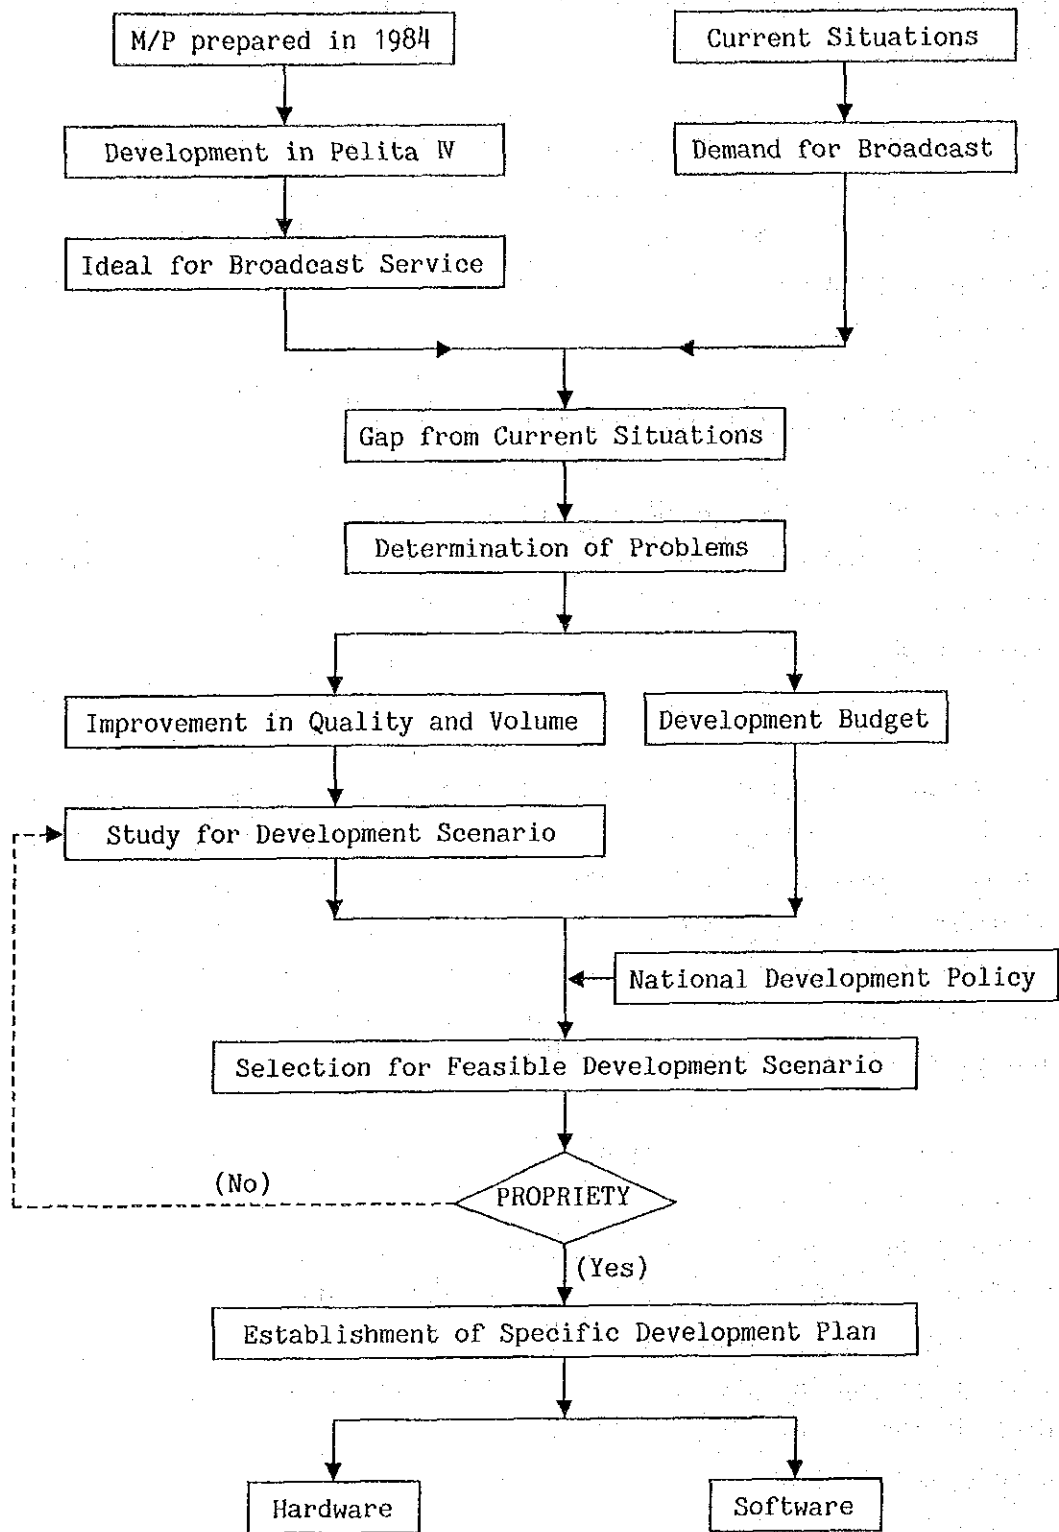 M/P prepared in 1984
Current Situations
Development in Pelita IV
Demand for Broadcast
Ideal for Broadcast Service
Gap from Current Situations
Determination of Problems
Improvement in Quality and Volume
Development Budget
Study for Development Scenario
National Development Policy
Selection for Feasible Development Scenario
(No)
PROPRIETY
(Yes)
Establishment of Specific Development Plan
Hardware
Software